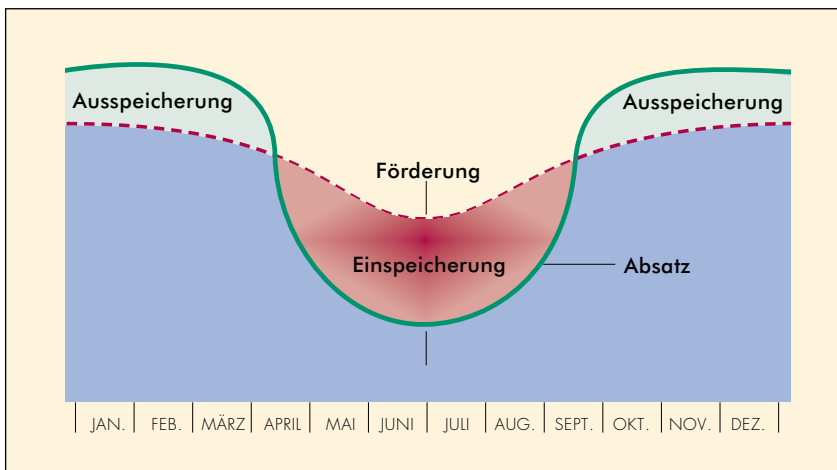 Ausspeicherung
Ausspeicherung
Förderung
Einspeicherung
Absatz
JAN. FEB. MÄRZ APRIL MAI JUNI JULI AUG. SEPT. OKT. NOV. DEZ.